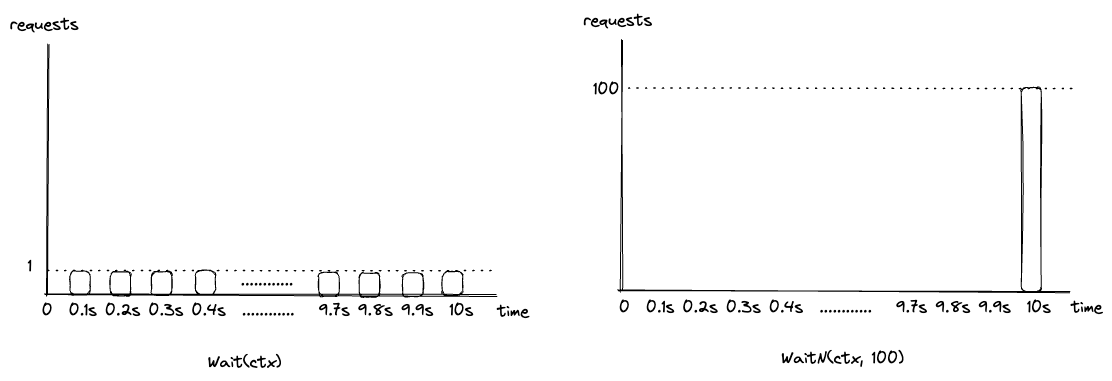 requests
1
0 0.1s 0.2s 0.3s 0.4s ............ 9.7s 9.8s 9.9s 10s time
Wait(ctx)
requests
100
0 0.1s 0.2s 0.3s 0.4s ............ 9.7s 9.8s 9.9s 10s time
WaitN(ctx, 100)